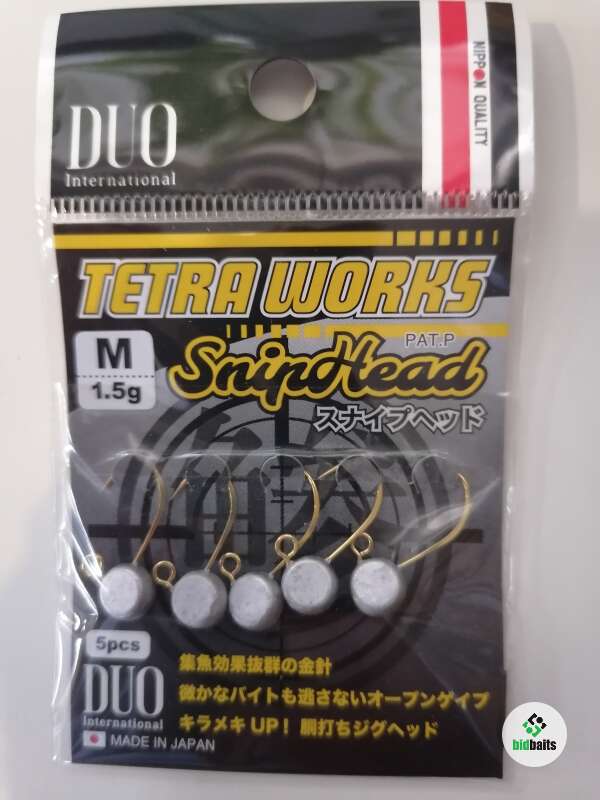 DUO
International
NIPPON QUALITY
TETRA WORKS
M
1.5g
PAT.P
SnipHead
スナイプヘッド
5pcs
DUO
International
MADE IN JAPAN
集魚効果抜群の金針
微かなバイトも逃さないオープンゲイプ
キラメキUP！胴打ちジグヘッド
bidbaits